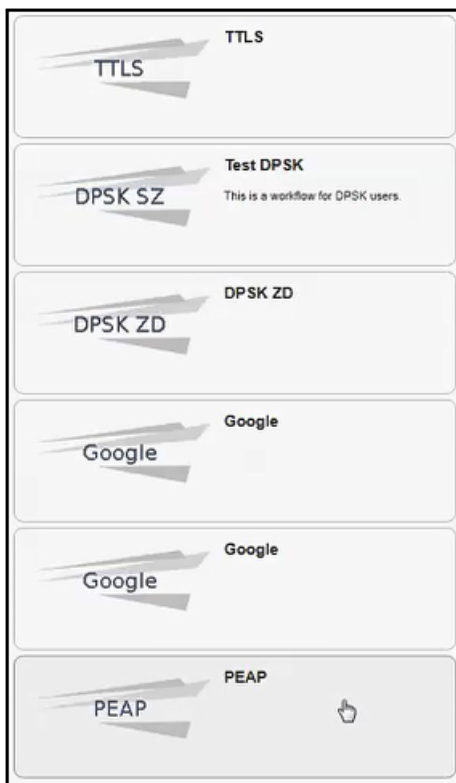 TTLS
TTLS
Test DPSK
DPSK SZ
This is a workflow for DPSK users.
DPSK ZD
DPSK ZD
Google
Google
Google
Google
PEAP
PEAP